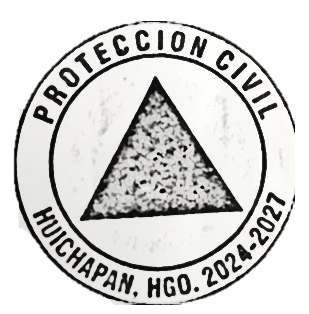 PROTECCION CIVIL
HUICHAPAN, HGO. 2024-2027